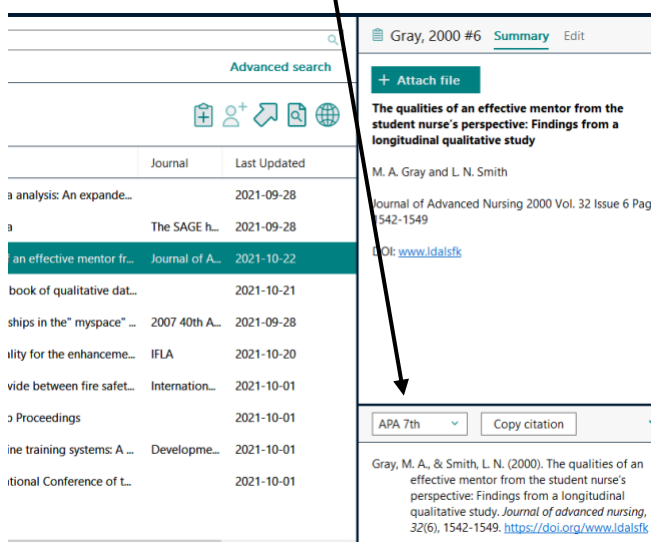 Gray, 2000 #6 Summary Edit
Advanced search
+ Attach file
The qualities of an effective mentor from the
student nurse's perspective: Findings from a
longitudinal qualitative study
M. A. Gray and L. N. Smith
Journal of Advanced Nursing 2000 Vol. 32 Issue 6 Pag
1542-1549
DOI: www.ldalsfk
Journal Last Updated
a analysis: An expande... 2021-09-28
a The SAGE h... 2021-09-28
an effective mentor fr... Journal of A... 2021-10-22
book of qualitative dat... 2021-10-21
ships in the" myspace" ... 2007 40th A... 2021-09-28
ality for the enhanceme... IFLA 2021-10-20
vide between fire safet... Internation... 2021-10-01
Proceedings 2021-10-01
ine training systems: A ... Developme... 2021-10-01
ational Conference of t... 2021-10-01
APA 7th Copy citation
Gray, M. A., & Smith, L. N. (2000). The qualities of an
effective mentor from the student nurse's
perspective: Findings from a longitudinal
qualitative study. Journal of advanced nursing,
32(6), 1542-1549. https://doi.org/www.ldalsfk